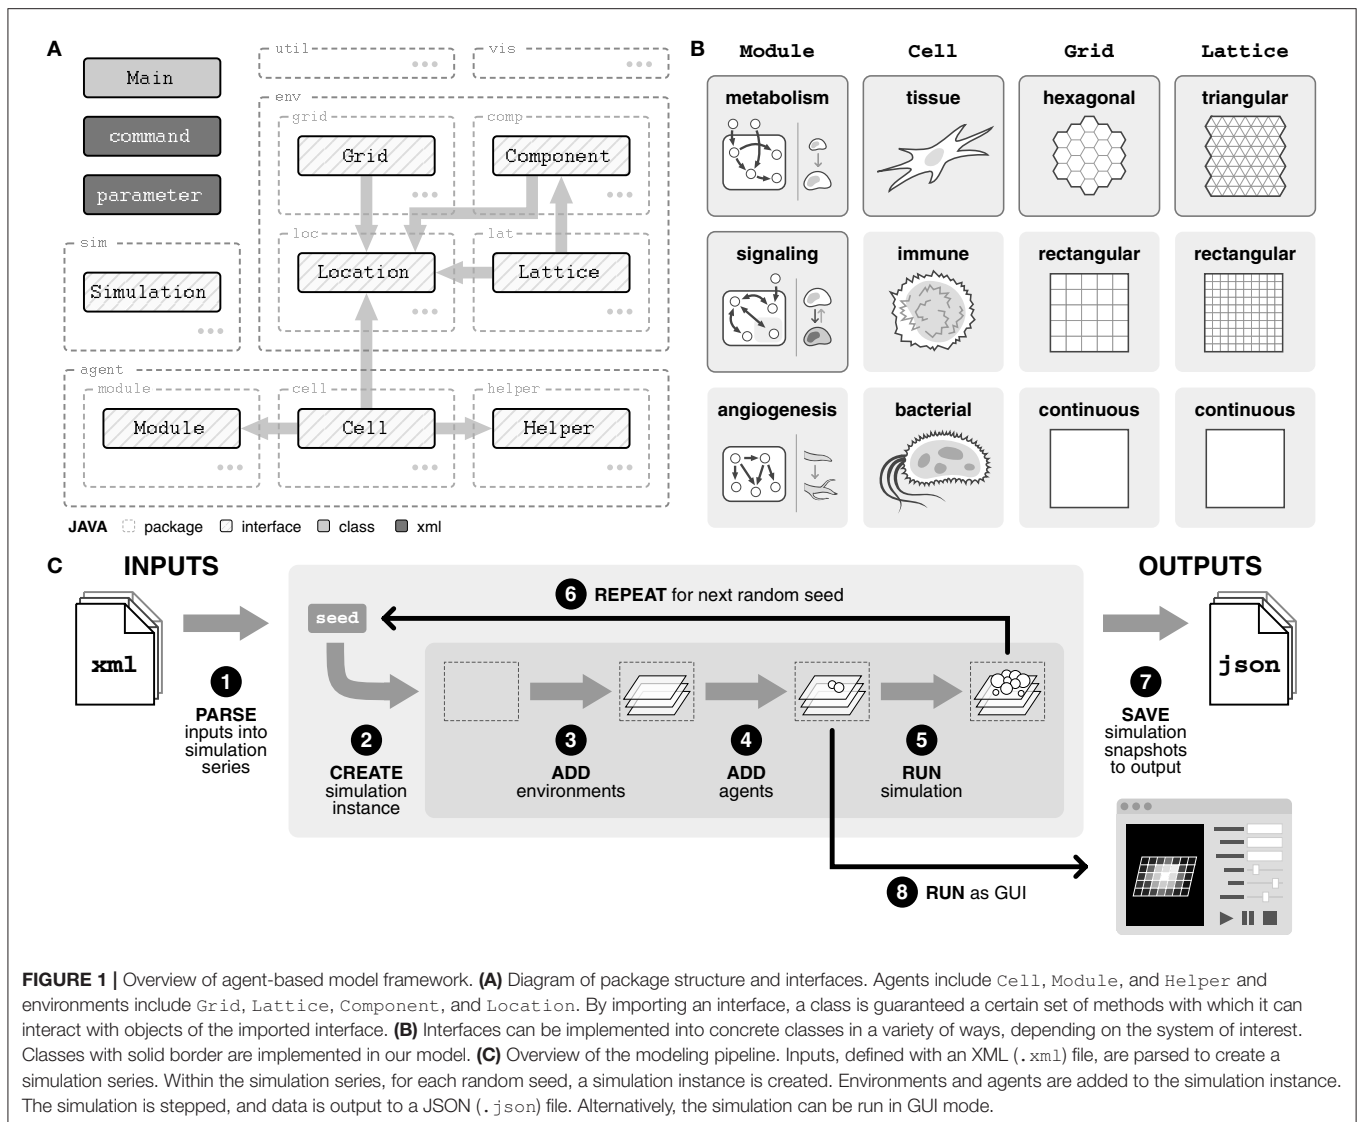 A
Main
command
parameter
util
vis
env
grid
Grid
comp
Component
loc
Location
lat
Lattice
sim
Simulation
agent
module
Module
cell
Cell
helper
Helper
JAVA package interface class xml
B
Module Cell Grid Lattice
metabolism tissue hexagonal triangular
signaling immune rectangular rectangular
angiogenesis bacterial continuous continuous
C
INPUTS
OUTPUTS
xml
1
PARSE
inputs into
simulation
series
seed
6 REPEAT for next random seed
2
CREATE
simulation
instance
3
ADD
environments
4
ADD
agents
5
RUN
simulation
json
7
SAVE
simulation
snapshots
to output
8 RUN as GUI
FIGURE 1 | Overview of agent-based model framework. (A) Diagram of package structure and interfaces. Agents include Cell, Module, and Helper and
environments include Grid, Lattice, Component, and Location. By importing an interface, a class is guaranteed a certain set of methods with which it can
interact with objects of the imported interface. (B) Interfaces can be implemented into concrete classes in a variety of ways, depending on the system of interest.
Classes with solid border are implemented in our model. (C) Overview of the modeling pipeline. Inputs, defined with an XML (.xml) file, are parsed to create a
simulation series. Within the simulation series, for each random seed, a simulation instance is created. Environments and agents are added to the simulation instance.
The simulation is stepped, and data is output to a JSON (.json) file. Alternatively, the simulation can be run in GUI mode.